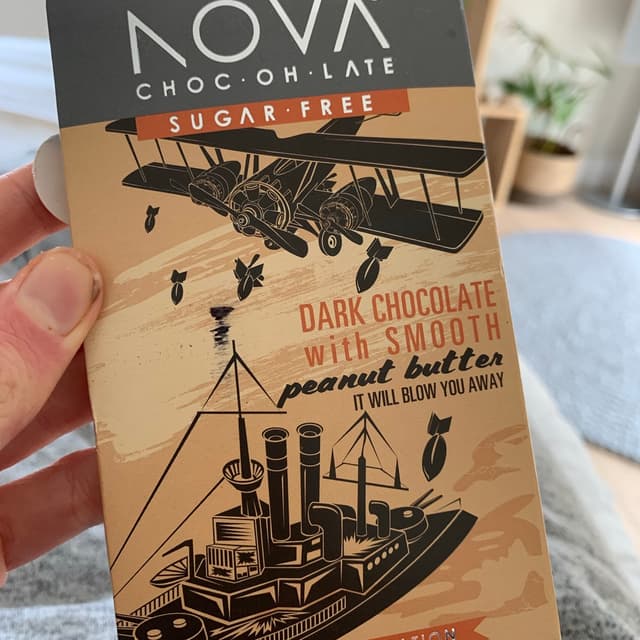 NOVA
CHOC·OH·LATE
SUGAR·FREE
DARK CHOCOLATE
with SMOOTH
peanut butter
IT WILL BLOW YOU AWAY